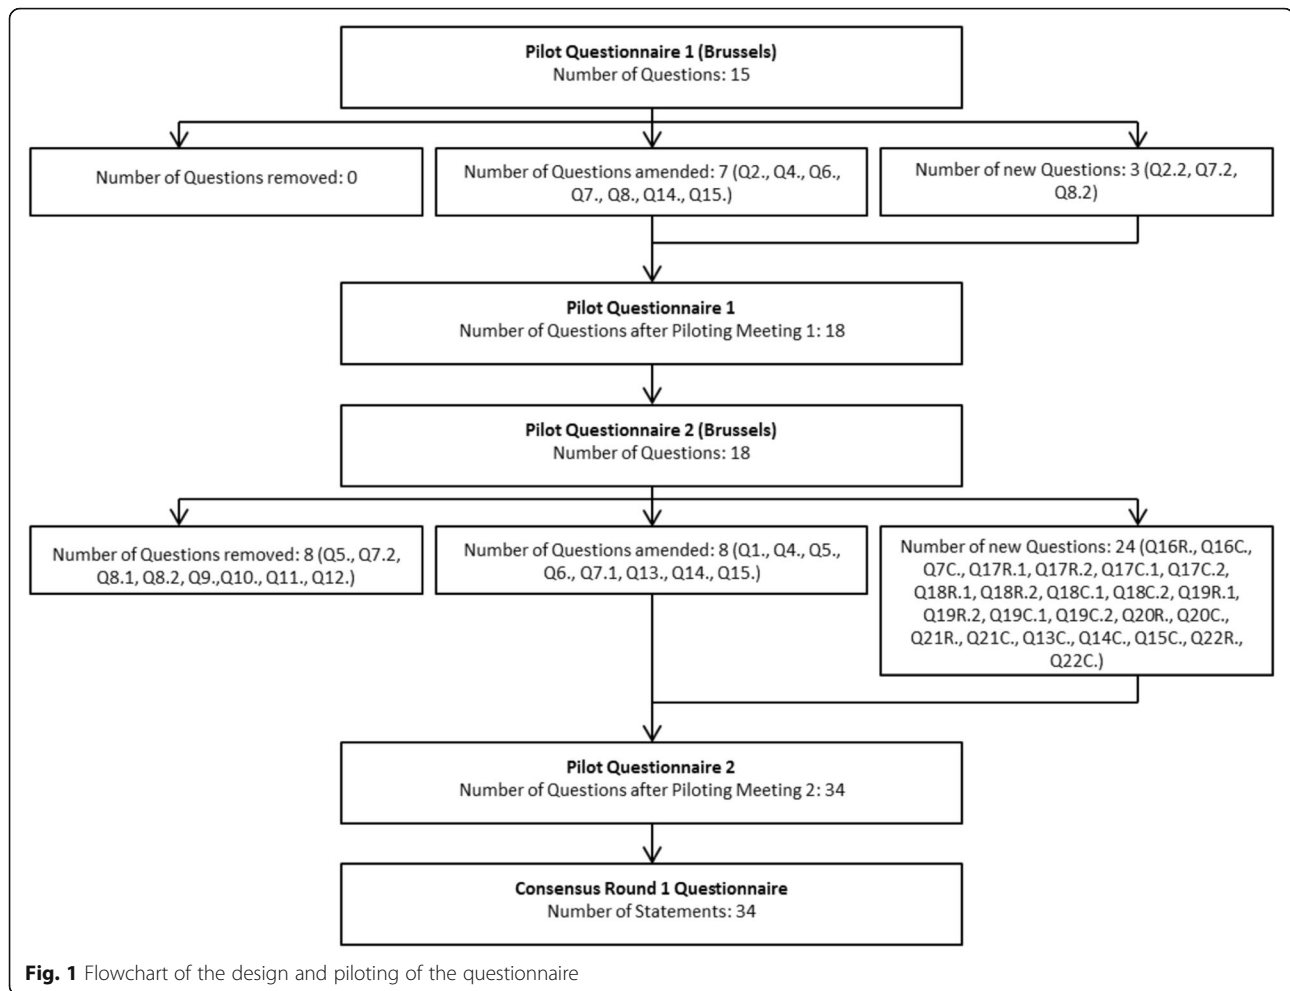 Pilot Questionnaire 1 (Brussels)
Number of Questions: 15
Number of Questions removed: 0
Number of Questions amended: 7 (Q2., Q4., Q6.,
Q7., Q8., Q14., Q15.)
Number of new Questions: 3 (Q2.2, Q7.2,
Q8.2)
Pilot Questionnaire 1
Number of Questions after Piloting Meeting 1: 18
Pilot Questionnaire 2 (Brussels)
Number of Questions: 18
Number of Questions removed: 8 (Q5., Q7.2,
Q8.1, Q8.2, Q9.,Q10., Q11., Q12.)
Number of Questions amended: 8 (Q1., Q4., Q5.,
Q6., Q7.1, Q13., Q14., Q15.)
Number of new Questions: 24 (Q16R., Q16C.,
Q7C., Q17R.1, Q17R.2, Q17C.1, Q17C.2,
Q18R.1, Q18R.2, Q18C.1, Q18C.2, Q19R.1,
Q19R.2, Q19C.1, Q19C.2, Q20R., Q20C.,
Q21R., Q21C., Q13C., Q14C., Q15C., Q22R.,
Q22C.)
Pilot Questionnaire 2
Number of Questions after Piloting Meeting 2: 34
Consensus Round 1 Questionnaire
Number of Statements: 34
Fig. 1 Flowchart of the design and piloting of the questionnaire